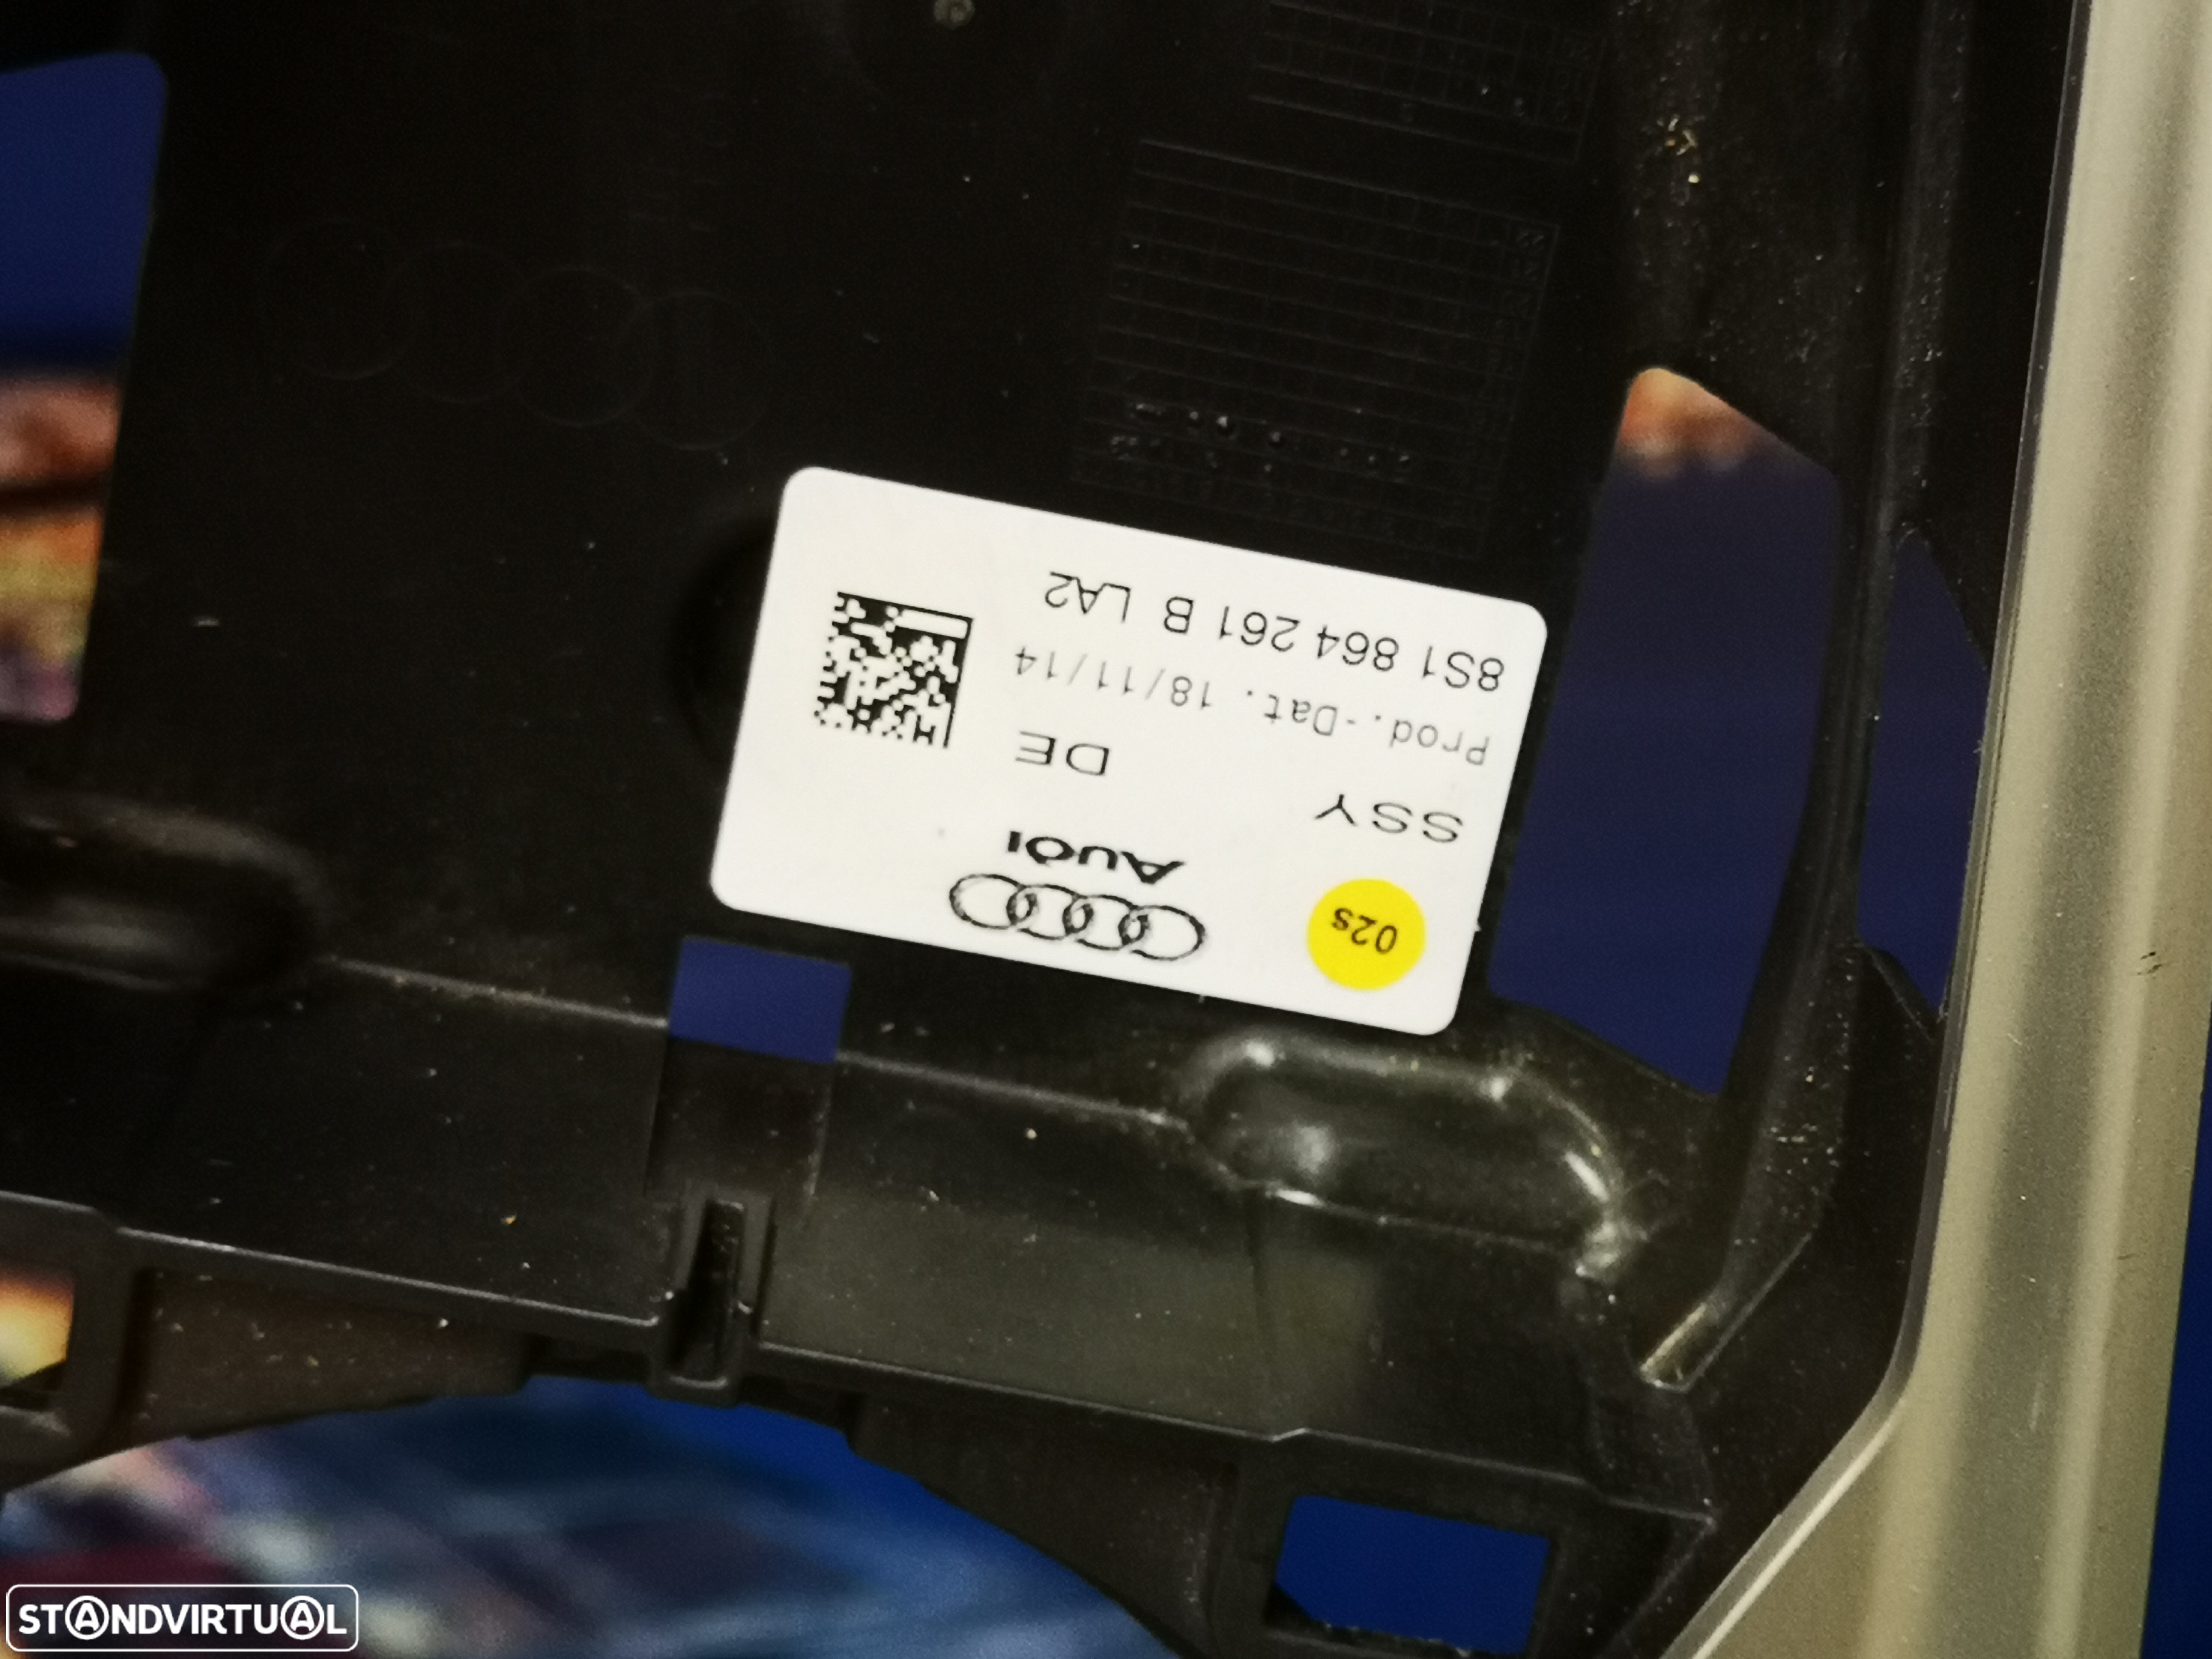 02s
AUDI
SSY DE
Prod.-Dat. 18/11/14
8S1 864 261 B LA2
STANDVIRTUAL